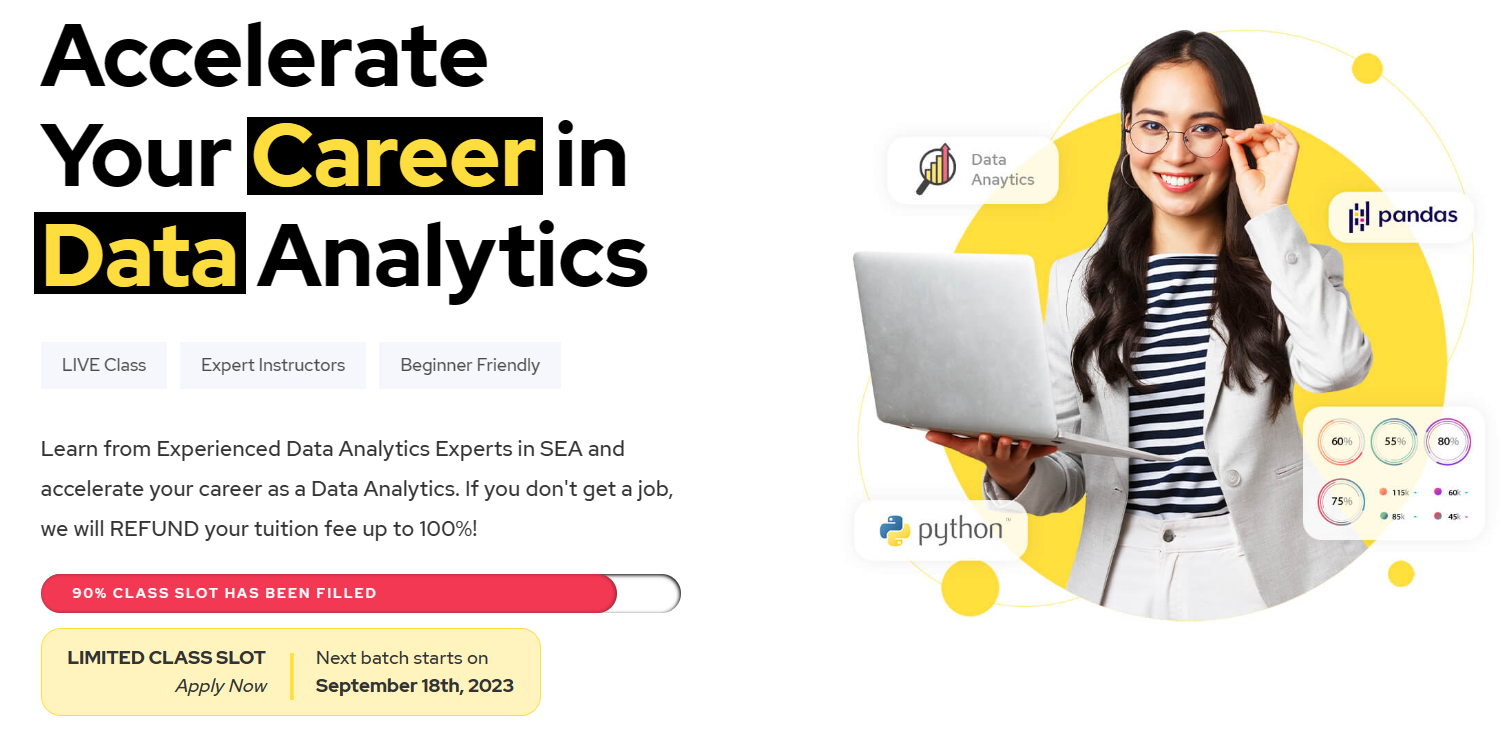 Accelerate
Your Career in
Data Analytics
LIVE Class
Expert Instructors
Beginner Friendly
Learn from Experienced Data Analytics Experts in SEA and
accelerate your career as a Data Analytics. If you don't get a job,
we will REFUND your tuition fee up to 100%!
90% CLASS SLOT HAS BEEN FILLED
LIMITED CLASS SLOT
Apply Now
Next batch starts on
September 18th, 2023
Data
Anaytics
pandas
60% 55% 80%
75%
115k 60k
85k 45k
python™